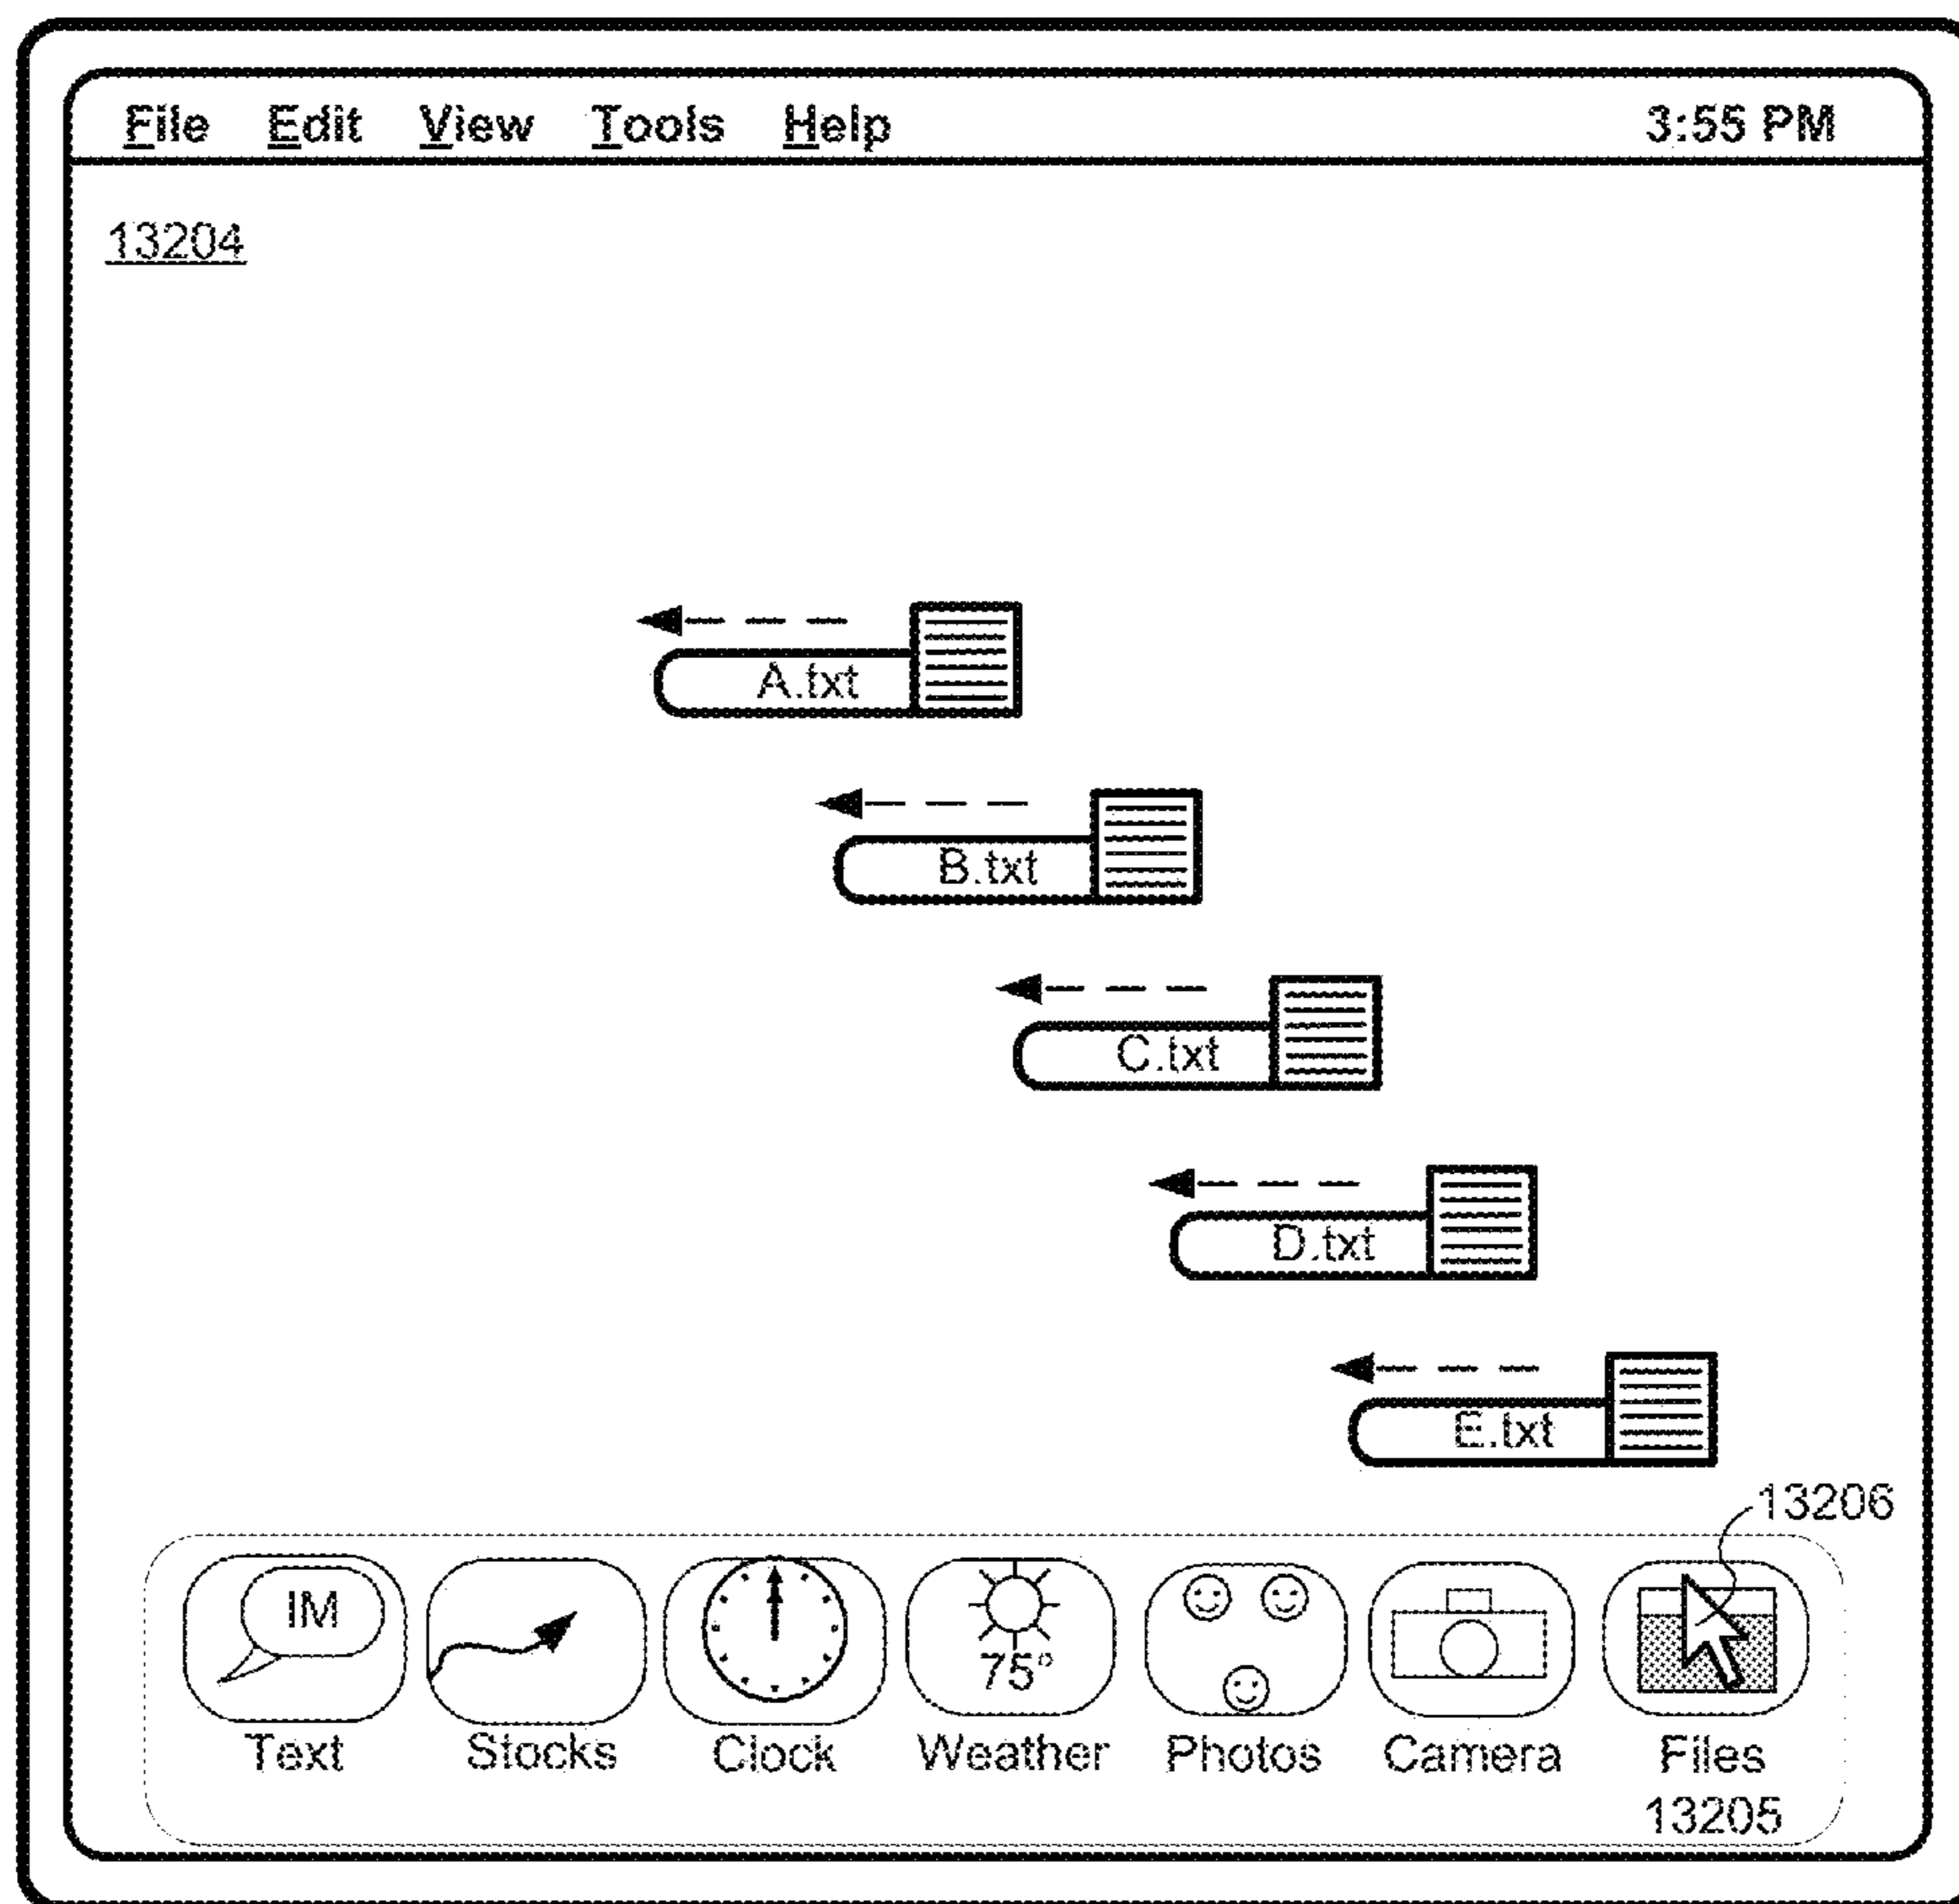 File Edit View Tools Help 3:55 PM
13204
A.txt
B.txt
C.txt
D.txt
E.txt
13206
IM
75°
Text Stocks Clock Weather Photos Camera Files
13205